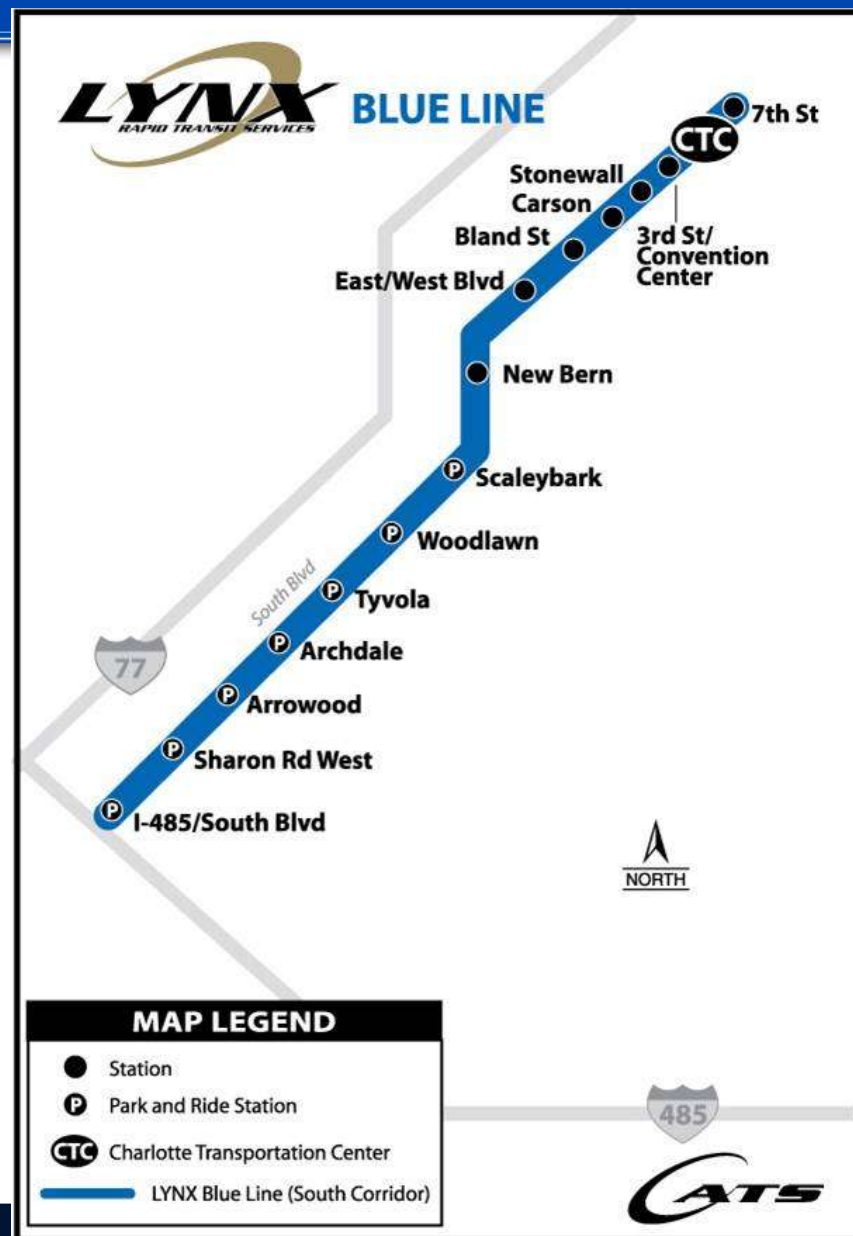 LYNX
RAPID TRANSIT SERVICES
BLUE LINE
7th St
CTC
Stonewall
Carson
3rd St/
Convention
Center
Bland St
East/West Blvd
New Bern
P
Scaleybark
P
Woodlawn
South Blvd
P
Tyvola
P
Archdale
77
P
Arrowood
P
Sharon Rd West
P
I-485/South Blvd
NORTH
MAP LEGEND
Station
P
Park and Ride Station
CTC
Charlotte Transportation Center
LYNX Blue Line (South Corridor)
485
CATS